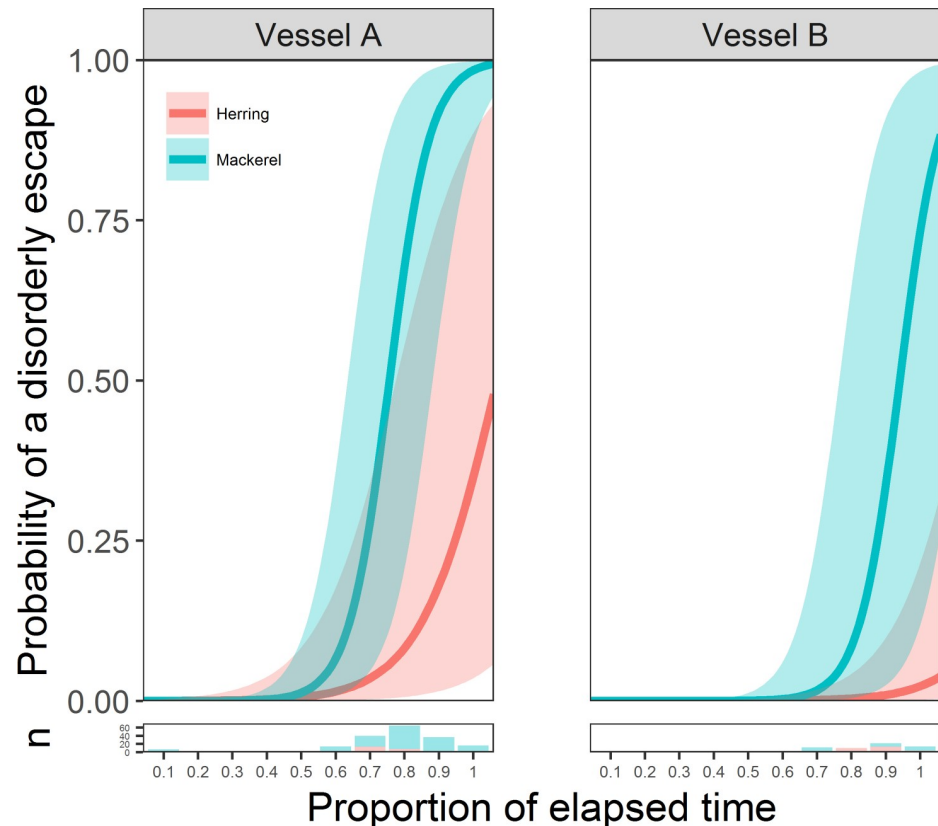 Vessel A
Vessel B
Probability of a disorderly escape
1.00
0.75
0.50
0.25
0.00
Herring
Mackerel
n
60
40
20
0
0.1 0.2 0.3 0.4 0.5 0.6 0.7 0.8 0.9 1
0.1 0.2 0.3 0.4 0.5 0.6 0.7 0.8 0.9 1
Proportion of elapsed time